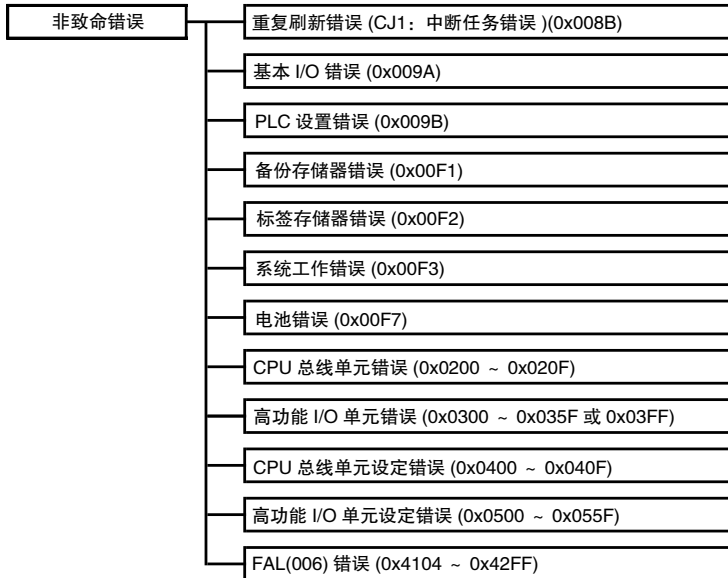 非致命错误
重复刷新错误 (CJ1：中断任务错误 )(0x008B)
基本 I/O 错误 (0x009A)
PLC 设置错误 (0x009B)
备份存储器错误 (0x00F1)
标签存储器错误 (0x00F2)
系统工作错误 (0x00F3)
电池错误 (0x00F7)
CPU 总线单元错误 (0x0200 ~ 0x020F)
高功能 I/O 单元错误 (0x0300 ~ 0x035F 或 0x03FF)
CPU 总线单元设定错误 (0x0400 ~ 0x040F)
高功能 I/O 单元设定错误 (0x0500 ~ 0x055F)
FAL(006) 错误 (0x4104 ~ 0x42FF)